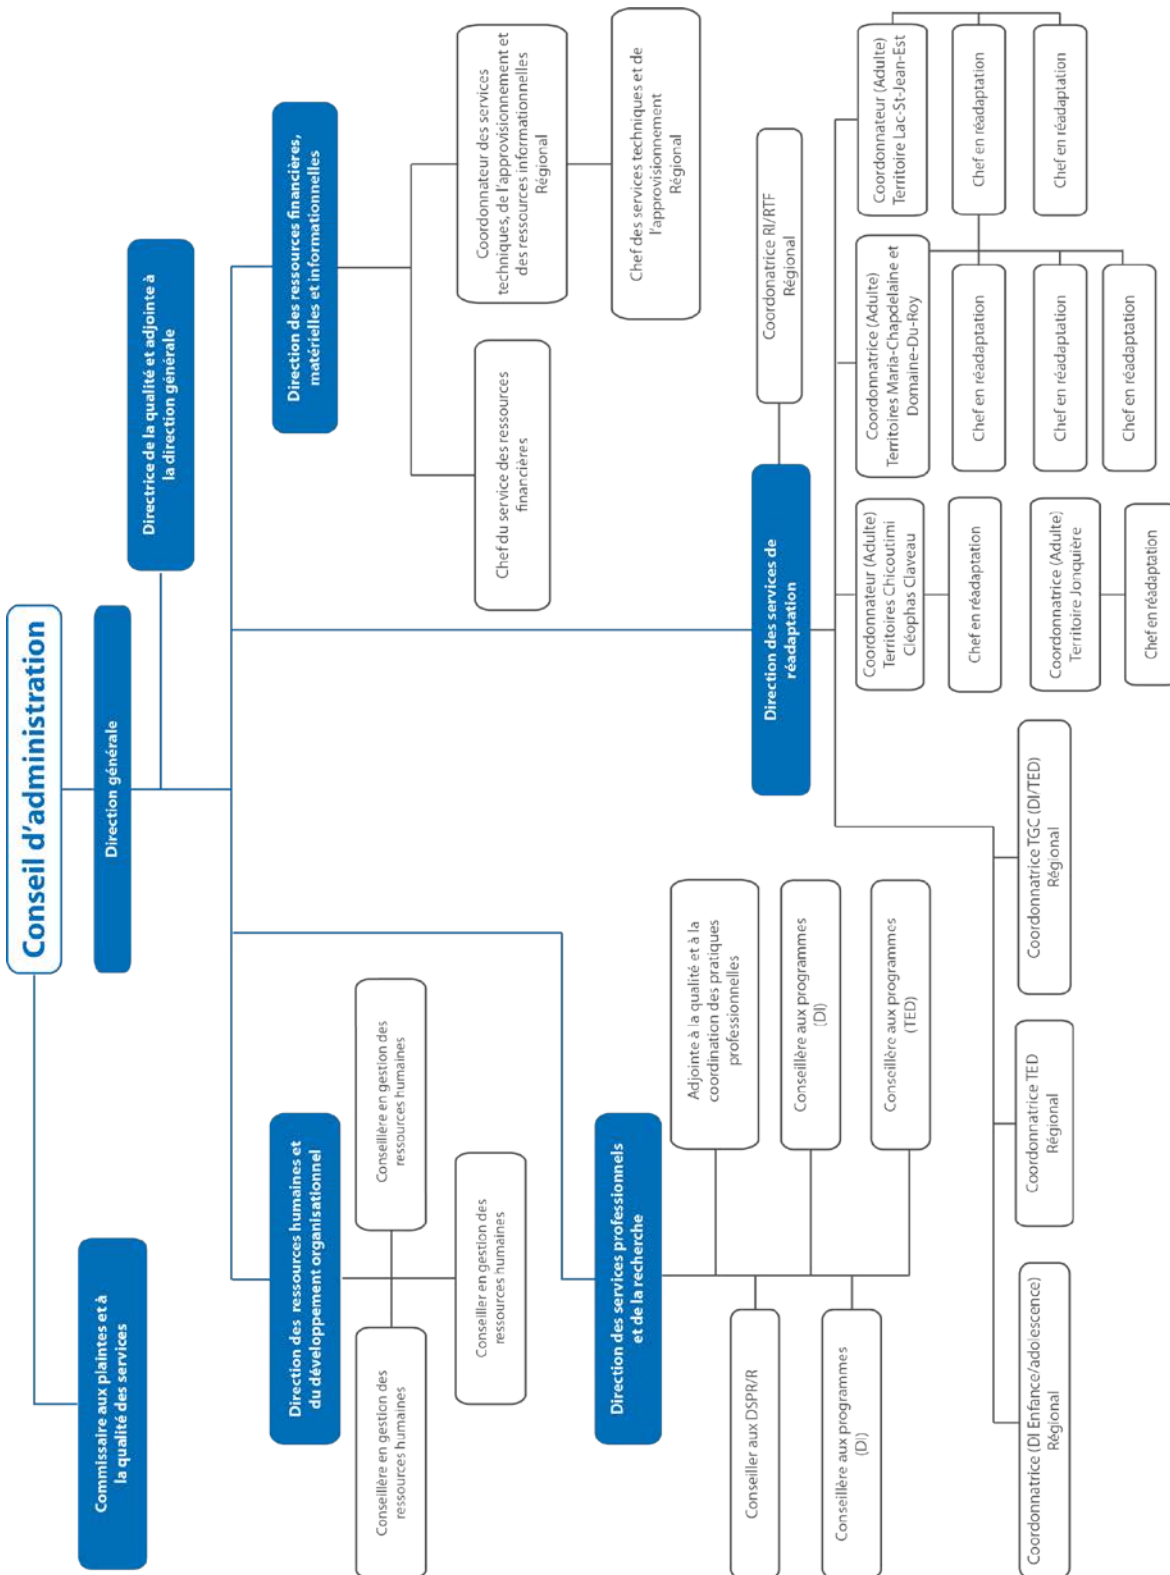 Conseil d'administration
Commissaire aux plaintes et à
la qualité des services
Direction générale
Directrice de la qualité et adjointe à
la direction générale
Direction des ressources humaines et
du développement organisationnel
Conseillère en gestion des
ressources humaines
Conseillère en gestion des
ressources humaines
Conseiller en gestion des
ressources humaines
Direction des ressources financières,
matérielles et informationnelles
Chef du service des ressources
financières
Coordonnateur des services
techniques, de l'approvisionnement et
des ressources informationnelles
Régional
Chef des services techniques et de
l'approvisionnement
Régional
Direction des services professionnels
et de la recherche
Adjointe à la qualité et à la
coordination des pratiques
professionnelles
Conseiller aux DSPR/R
Conseillère aux programmes
(DI)
Conseillère aux programmes
(DI)
Conseillère aux programmes
(TED)
Direction des services de
réadaptation
Coordonatrice RI/RTF
Régional
Coordonnatrice (DI Enfance/adolescence)
Régional
Coordonnatrice TED
Régional
Coordonnatrice TGC (DI/TED)
Régional
Coordonnateur (Adulte)
Territoires Chicoutimi
Cléophas Claveau
Chef en réadaptation
Coordonnatrice (Adulte)
Territoire Jonquière
Chef en réadaptation
Coordonnatrice (Adulte)
Territoires Maria-Chapdelaine et
Domaine-Du-Roy
Chef en réadaptation
Chef en réadaptation
Chef en réadaptation
Coordonnateur (Adulte)
Territoire Lac-St-Jean-Est
Chef en réadaptation
Chef en réadaptation